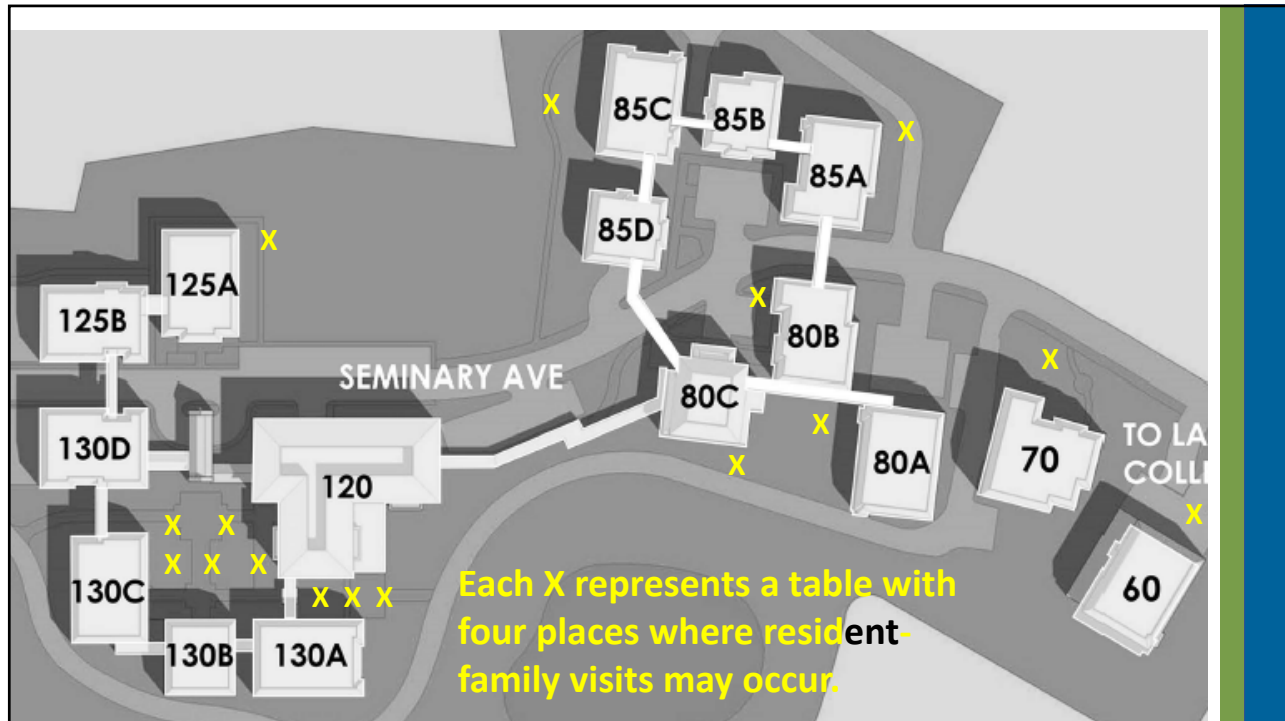 X
85C
85B
X
85A
85D
X
125A
X
125B
80B
X
SEMINARY AVE
80C
X
TO LA
130D
80A
70
COLL
120
X
X
X
X
X
X
X
130C
60
X X X
Each X represents a table with
four places where resident-
family visits may occur.
130B
130A